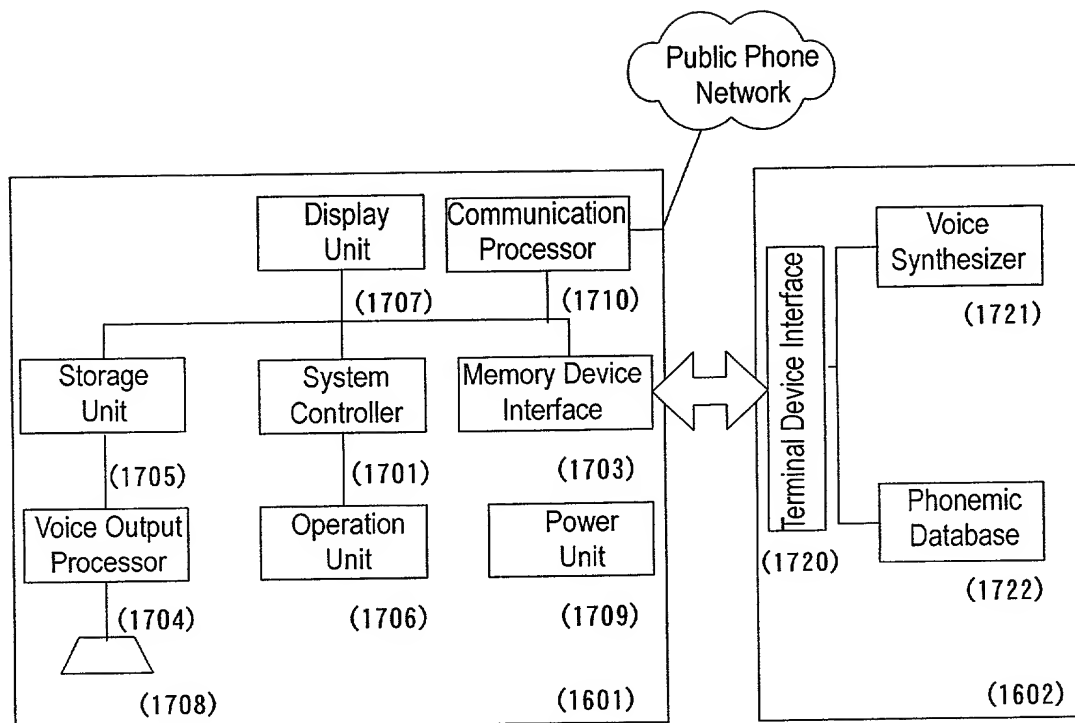 Public Phone
Network
Display
Unit
(1707)
Communication
Processor
(1710)
Storage
Unit
(1705)
System
Controller
(1701)
Memory Device
Interface
(1703)
Voice Output
Processor
(1704)
Operation
Unit
(1706)
Power
Unit
(1709)
(1708)
(1601)
Terminal Device Interface
(1720)
Voice
Synthesizer
(1721)
Phonemic
Database
(1722)
(1602)